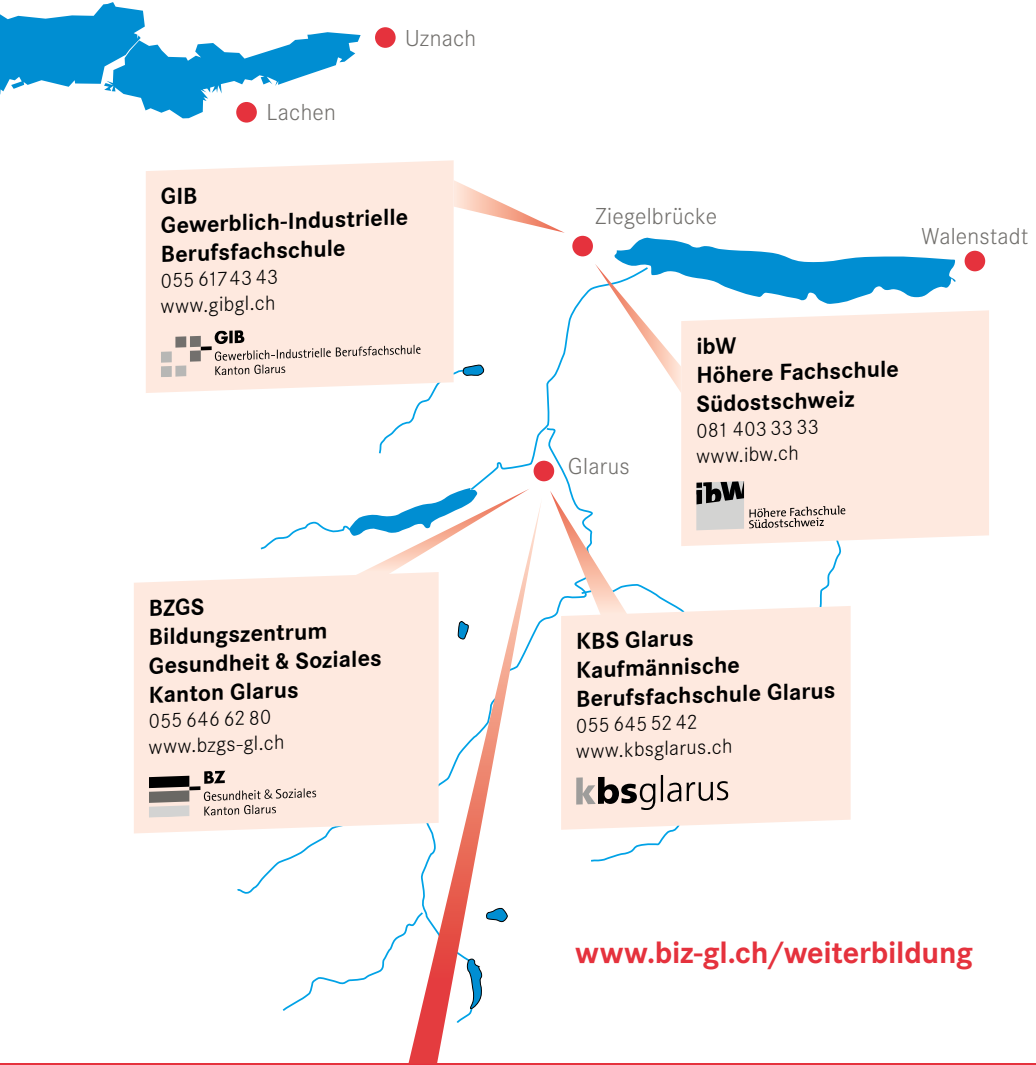 Uznach
Lachen
GIB
Gewerblich-Industrielle
Berufsfachschule
055 617 43 43
www.gibgl.ch
GIB
Gewerblich-Industrielle Berufsfachschule
Kanton Glarus
Ziegelbrücke
Walenstadt
ibW
Höhere Fachschule
Südostschweiz
081 403 33 33
www.ibw.ch
ibW
Höhere Fachschule
Südostschweiz
Glarus
BZGS
Bildungszentrum
Gesundheit & Soziales
Kanton Glarus
055 646 62 80
www.bzgs-gl.ch
BZ
Gesundheit & Soziales
Kanton Glarus
KBS Glarus
Kaufmännische
Berufsfachschule Glarus
055 645 52 42
www.kbsglarus.ch
kbsglarus
www.biz-gl.ch/weiterbildung